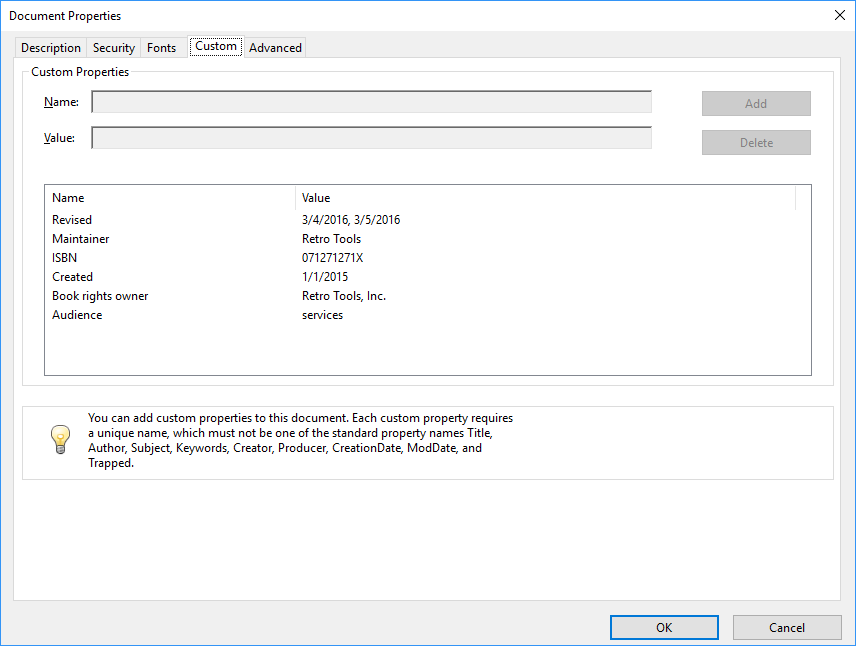 Document Properties
Description Security Fonts Custom Advanced
Custom Properties
Name: Add
Value: Delete
Name Value
Revised 3/4/2016, 3/5/2016
Maintainer Retro Tools
ISBN 071271271X
Created 1/1/2015
Book rights owner Retro Tools, Inc.
Audience services
You can add custom properties to this document. Each custom property requires
a unique name, which must not be one of the standard property names Title,
Author, Subject, Keywords, Creator, Producer, CreationDate, ModDate, and
Trapped.
OK Cancel